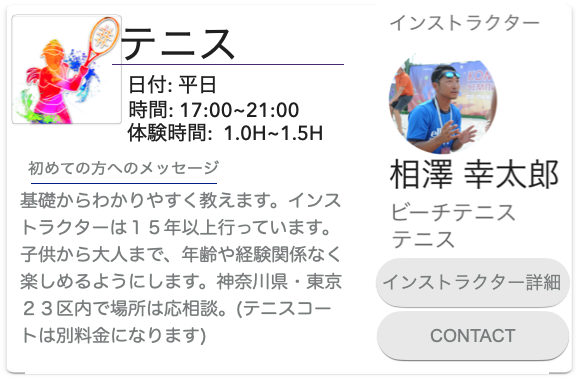 テニス
日付: 平日
時間: 17:00~21:00
体験時間: 1.0H~1.5H
初めての方へのメッセージ
基礎からわかりやすく教えます。インス
トラクターは１５年以上行っています。
子供から大人まで、年齢や経験関係なく
楽しめるようにします。神奈川県・東京
２３区内で場所は応相談。(テニスコー
トは別料金になります)
インストラクター
相澤 幸太郎
ビーチテニス
テニス
インストラクター詳細
CONTACT